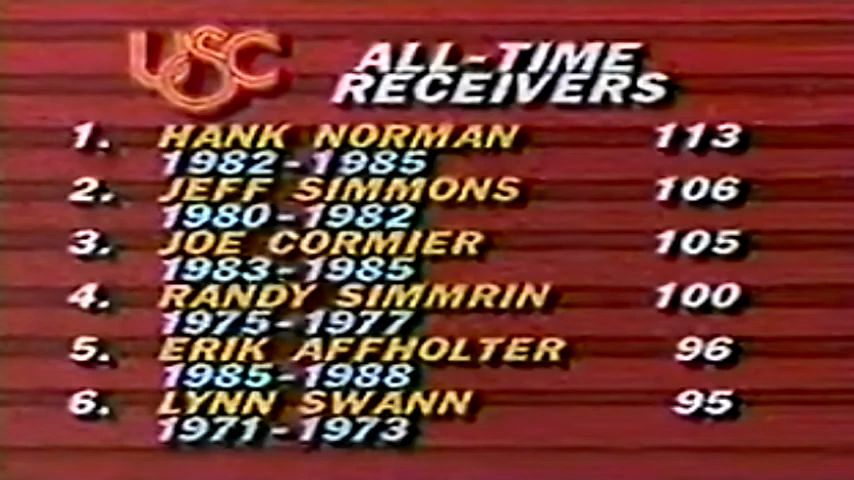 USC ALL-TIME
RECEIVERS
1. HANK NORMAN 113
1982-1985
2. JEFF SIMMONS 106
1980-1982
3. JOE CORMIER 105
1983-1985
4. RANDY SIMMRIN 100
1975-1977
5. ERIK AFFHOLTER 96
1985-1988
6. LYNN SWANN 95
1971-1973